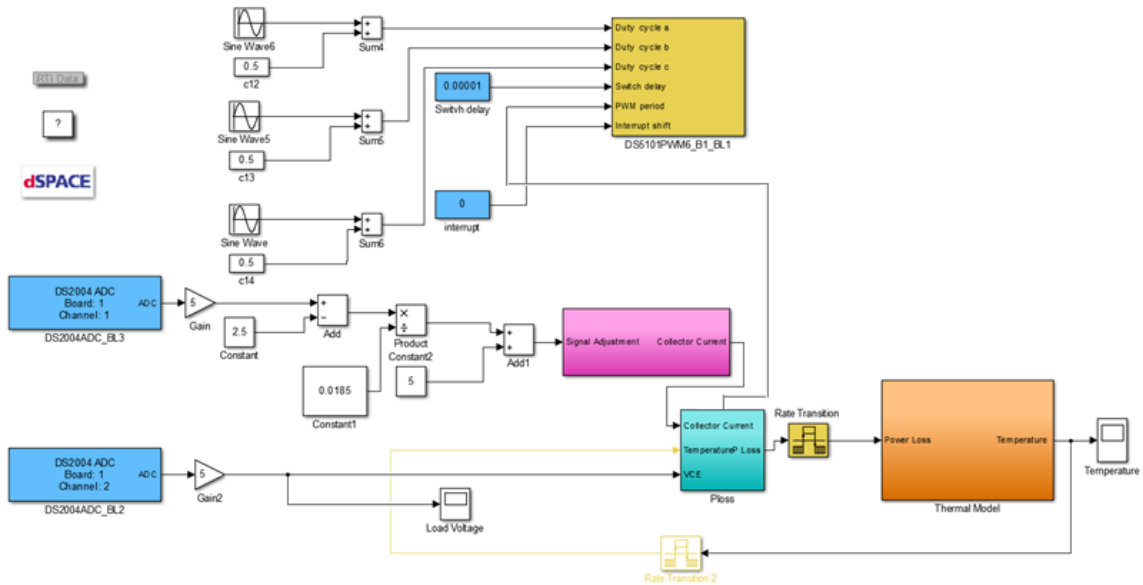 Sine Wave6
0.5
c12
Sum4
Sine Wave5
0.5
c13
Sum5
Sine Wave
0.5
c14
Sum6
RTI Data
?
dSPACE
0.00001
Switvh delay
0
interrupt
Duty cycle a
Duty cycle b
Duty cycle c
Switch delay
PWM period
Interrupt shift
DS5101PWM6_B1_BL1
DS2004 ADC
Board: 1
Channel: 1
ADC
DS2004ADC_BL3
5
Gain
2.5
Constant
Add
Product
Constant2
0.0185
Constant1
5
Add1
Signal Adjustment
Collector Current
DS2004 ADC
Board: 1
Channel: 2
ADC
DS2004ADC_BL2
5
Gain2
Load Voltage
Collector Current
TemperatureP Loss
VCE
Ploss
Rate Transition
Power Loss
Temperature
Thermal Model
Temperature
Rate Transition 2